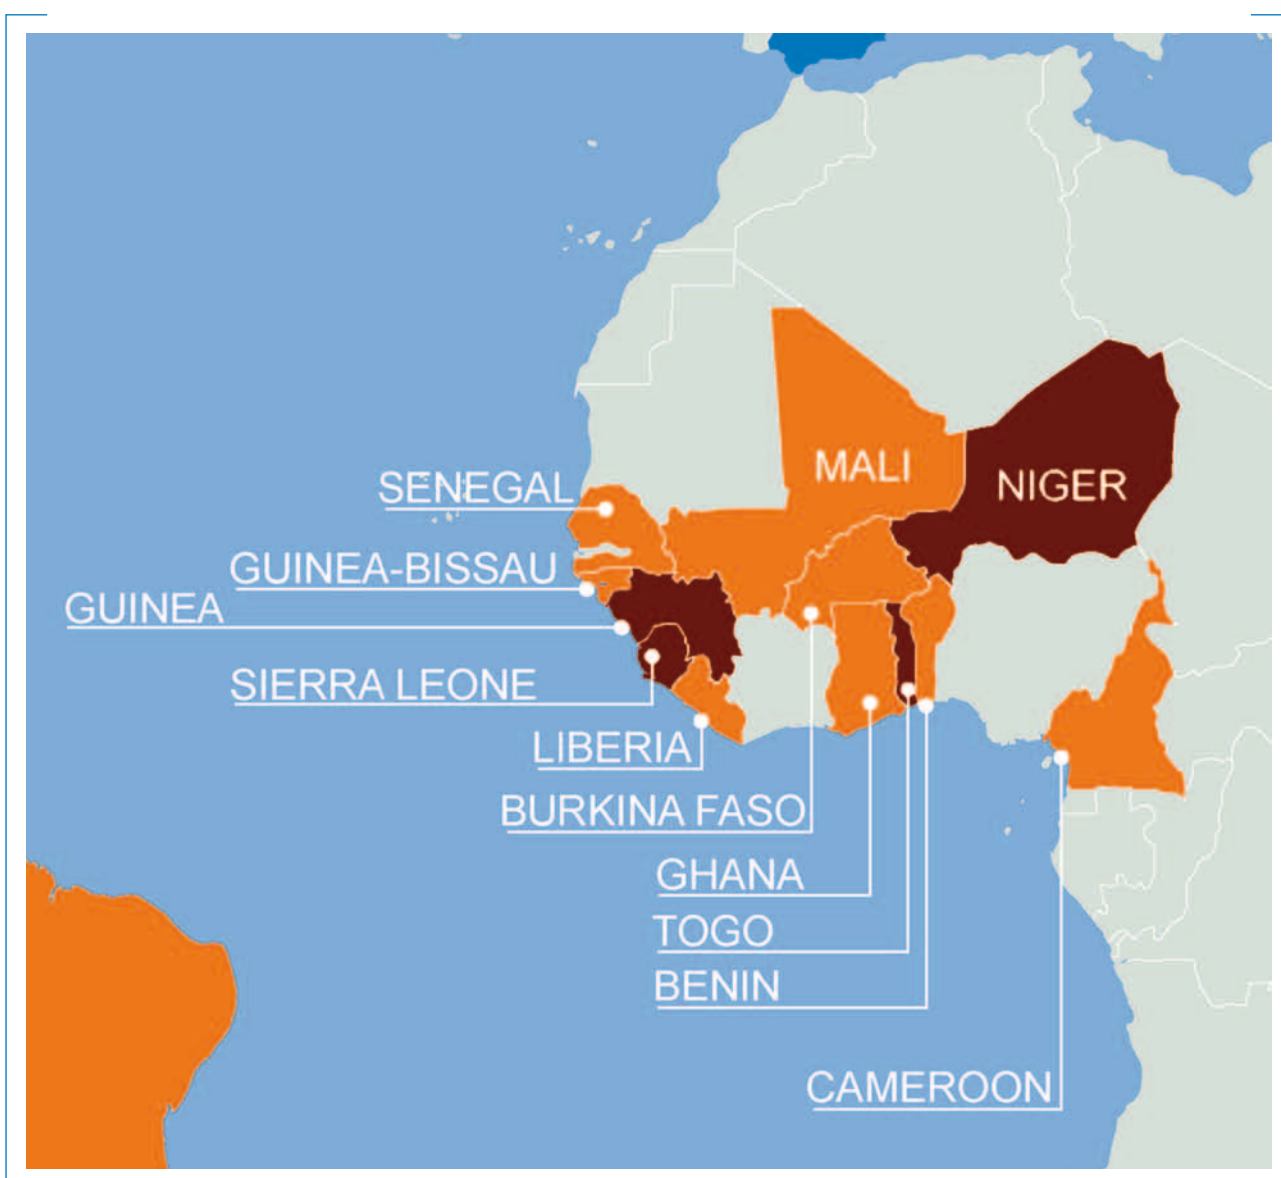 MALI
NIGER
SENEGAL
GUINEA-BISSAU
GUINEA
SIERRA LEONE
LIBERIA
BURKINA FASO
GHANA
TOGO
BENIN
CAMEROON